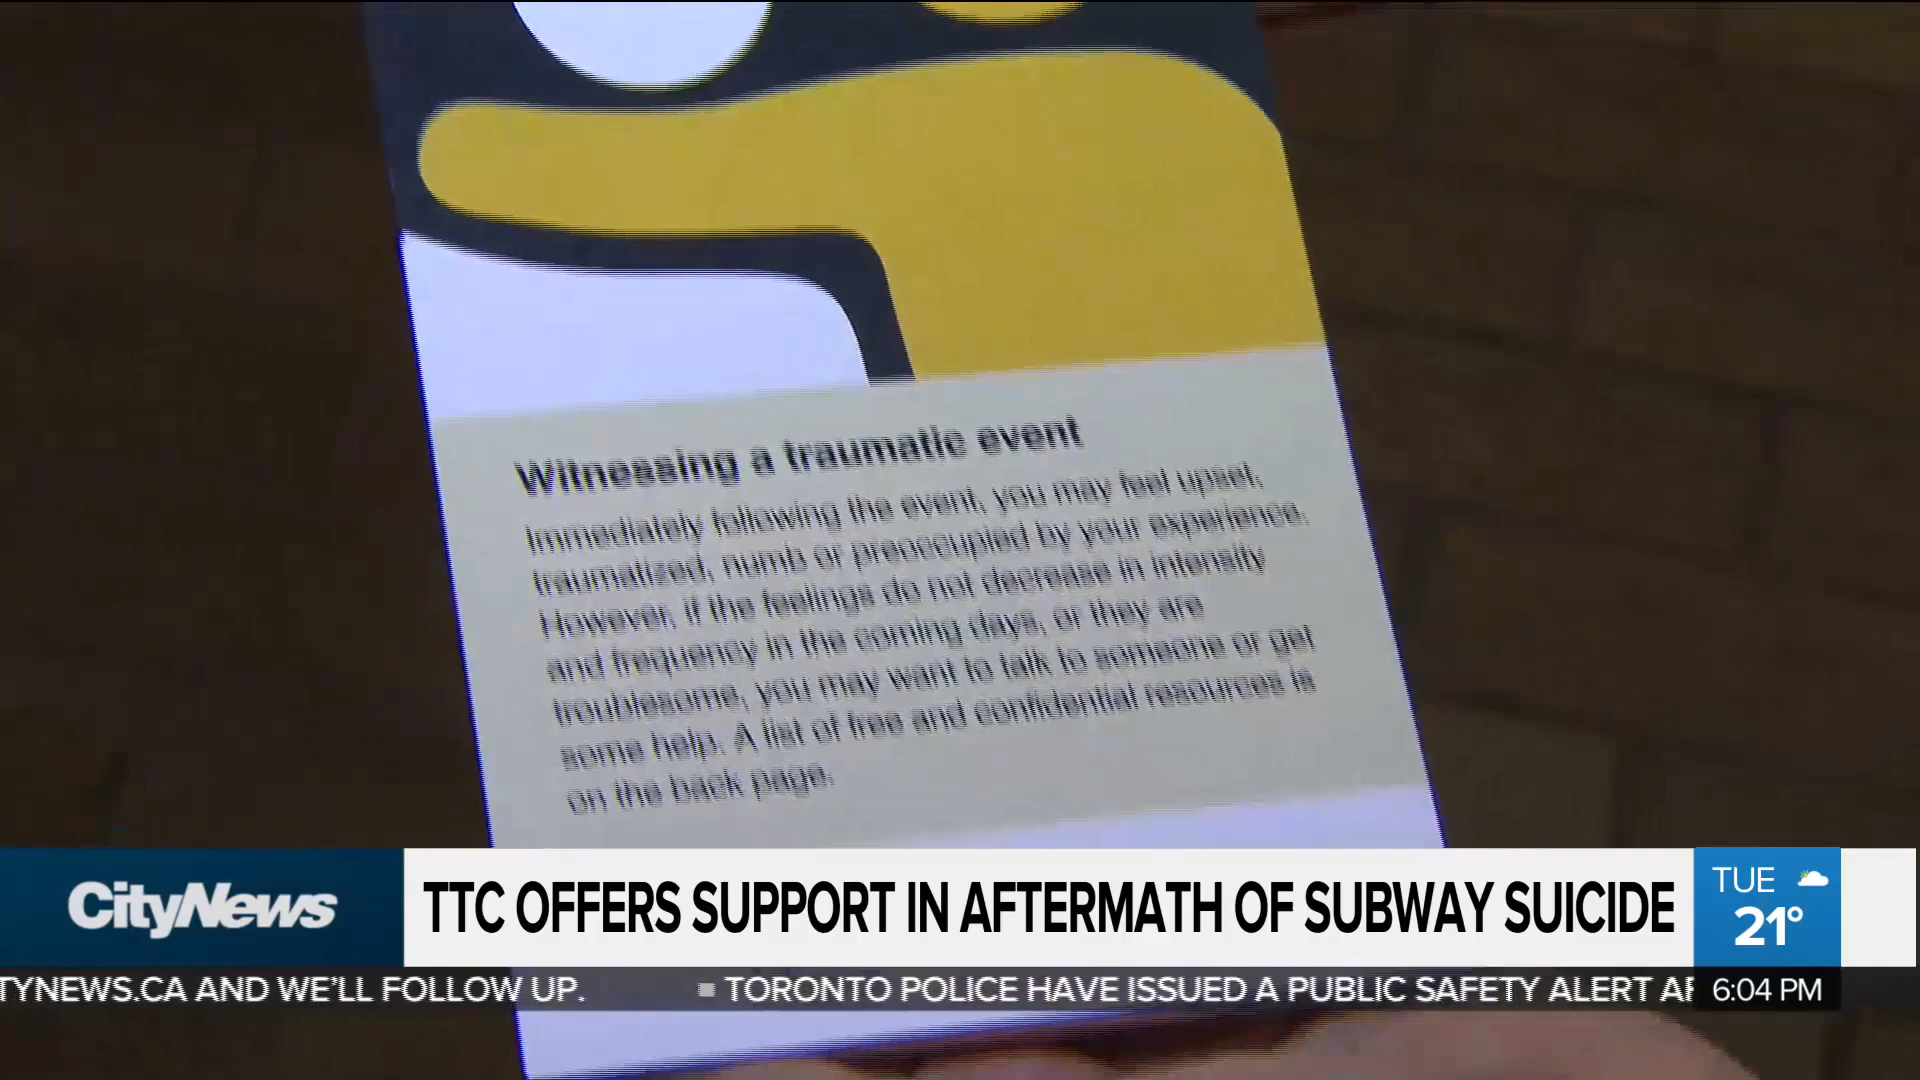 Witnessing a traumatic event
Immediately following the event, you may feel upset,
traumatized, numb or preoccupied by your experience.
However, if the feelings do not decrease in intensity
and frequency in the coming days, or they are
troublesome, you may want to talk to someone or get
some help. A list of free and confidential resources is
on the back page.
CityNews
TTC OFFERS SUPPORT IN AFTERMATH OF SUBWAY SUICIDE
TUE
21°
TYNEWS.CA AND WE'LL FOLLOW UP. TORONTO POLICE HAVE ISSUED A PUBLIC SAFETY ALERT
6:04 PM